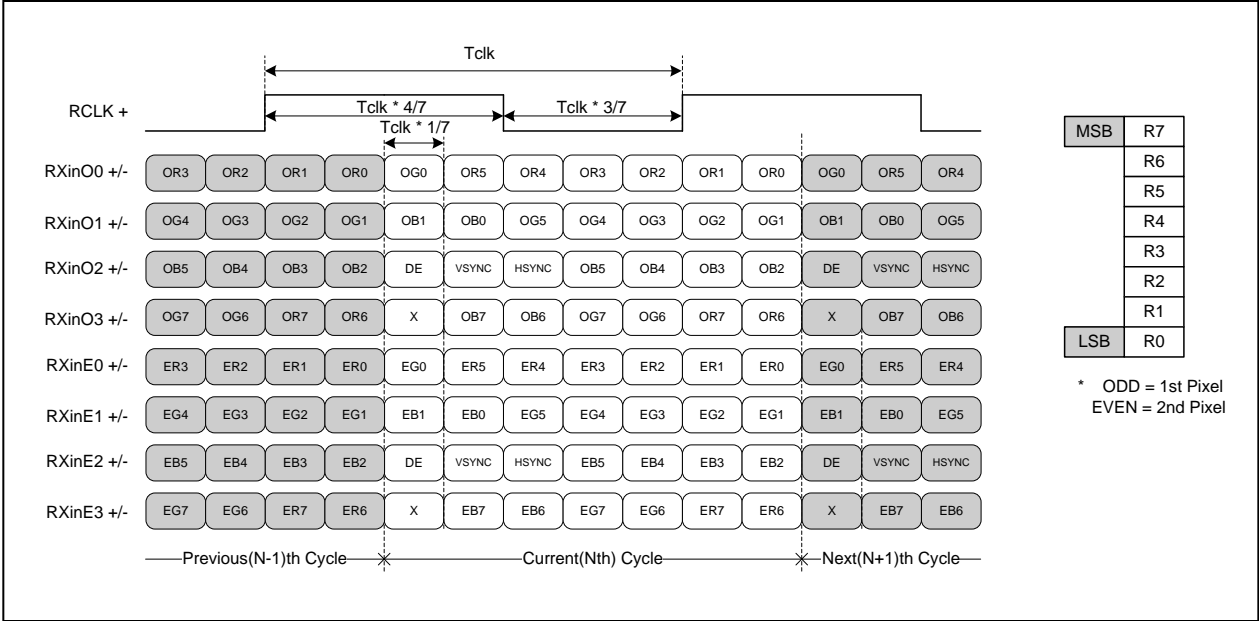 Tclk
RCLK +
Tclk * 4/7
Tclk * 3/7
Tclk * 1/7
RXinO0 +/- OR3 OR2 OR1 OR0 OG0 OR5 OR4 OR3 OR2 OR1 OR0 OG0 OR5 OR4
RXinO1 +/- OG4 OG3 OG2 OG1 OB1 OB0 OG5 OG4 OG3 OG2 OG1 OB1 OB0 OG5
RXinO2 +/- OB5 OB4 OB3 OB2 DE VSYNC HSYNC OB5 OB4 OB3 OB2 DE VSYNC HSYNC
RXinO3 +/- OG7 OG6 OR7 OR6 X OB7 OB6 OG7 OG6 OR7 OR6 X OB7 OB6
RXinE0 +/- ER3 ER2 ER1 ER0 EG0 ER5 ER4 ER3 ER2 ER1 ER0 EG0 ER5 ER4
RXinE1 +/- EG4 EG3 EG2 EG1 EB1 EB0 EG5 EG4 EG3 EG2 EG1 EB1 EB0 EG5
RXinE2 +/- EB5 EB4 EB3 EB2 DE VSYNC HSYNC EB5 EB4 EB3 EB2 DE VSYNC HSYNC
RXinE3 +/- EG7 EG6 ER7 ER6 X EB7 EB6 EG7 EG6 ER7 ER6 X EB7 EB6
Previous(N-1)th Cycle Current(Nth) Cycle Next(N+1)th Cycle
MSB R7
R6
R5
R4
R3
R2
R1
LSB R0
* ODD = 1st Pixel
EVEN = 2nd Pixel